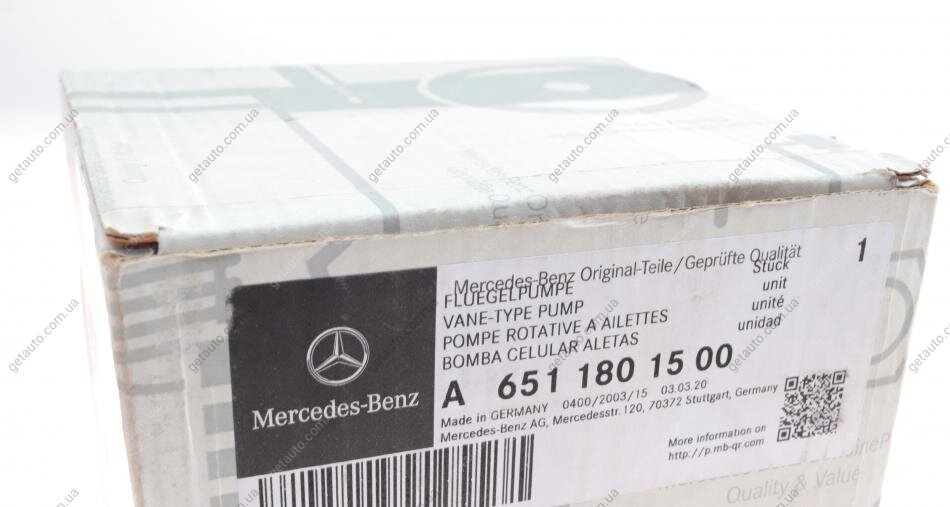 Mercedes-Benz Original-Teile/Geprüfte Qualität
1
FLUEGELPUMPE
Stück
VANE-TYPE PUMP
unit
POMPE ROTATIVE A AILETTES
unité
BOMBA CELULAR ALETAS
unidad
A 651 180 15 00
Mercedes-Benz
Made in GERMANY 0400/2003/15 03.03.20
Mercedes-Benz AG, Mercedesstr.120, 70372 Stuttgart, Germany
More information on
http://p.mb-qr.com
Quality & Value
getauto.com.ua